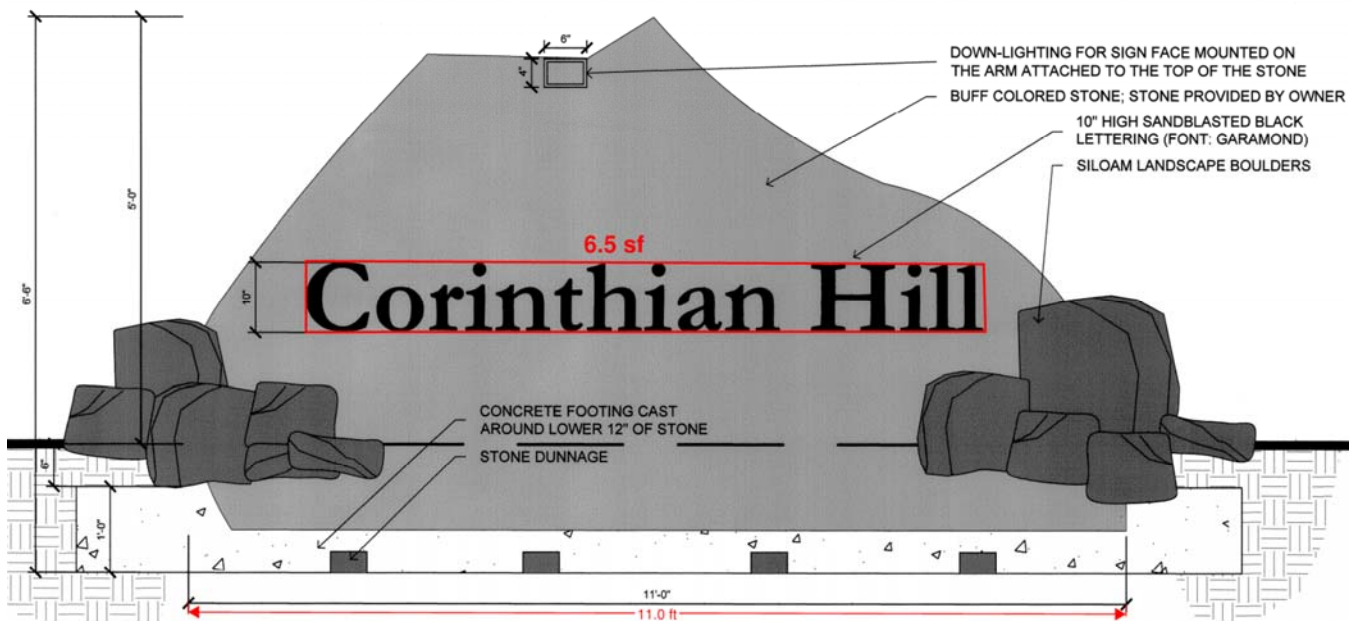 6"
4"
DOWN-LIGHTING FOR SIGN FACE MOUNTED ON
THE ARM ATTACHED TO THE TOP OF THE STONE
BUFF COLORED STONE; STONE PROVIDED BY OWNER
10" HIGH SANDBLASTED BLACK
LETTERING (FONT: GARAMOND)
SILOAM LANDSCAPE BOULDERS
5'-0"
6'-6"
6.5 sf
10"
Corinthian Hill
CONCRETE FOOTING CAST
AROUND LOWER 12" OF STONE
STONE DUNNAGE
6"
1'-0"
11'-0"
11.0 ft